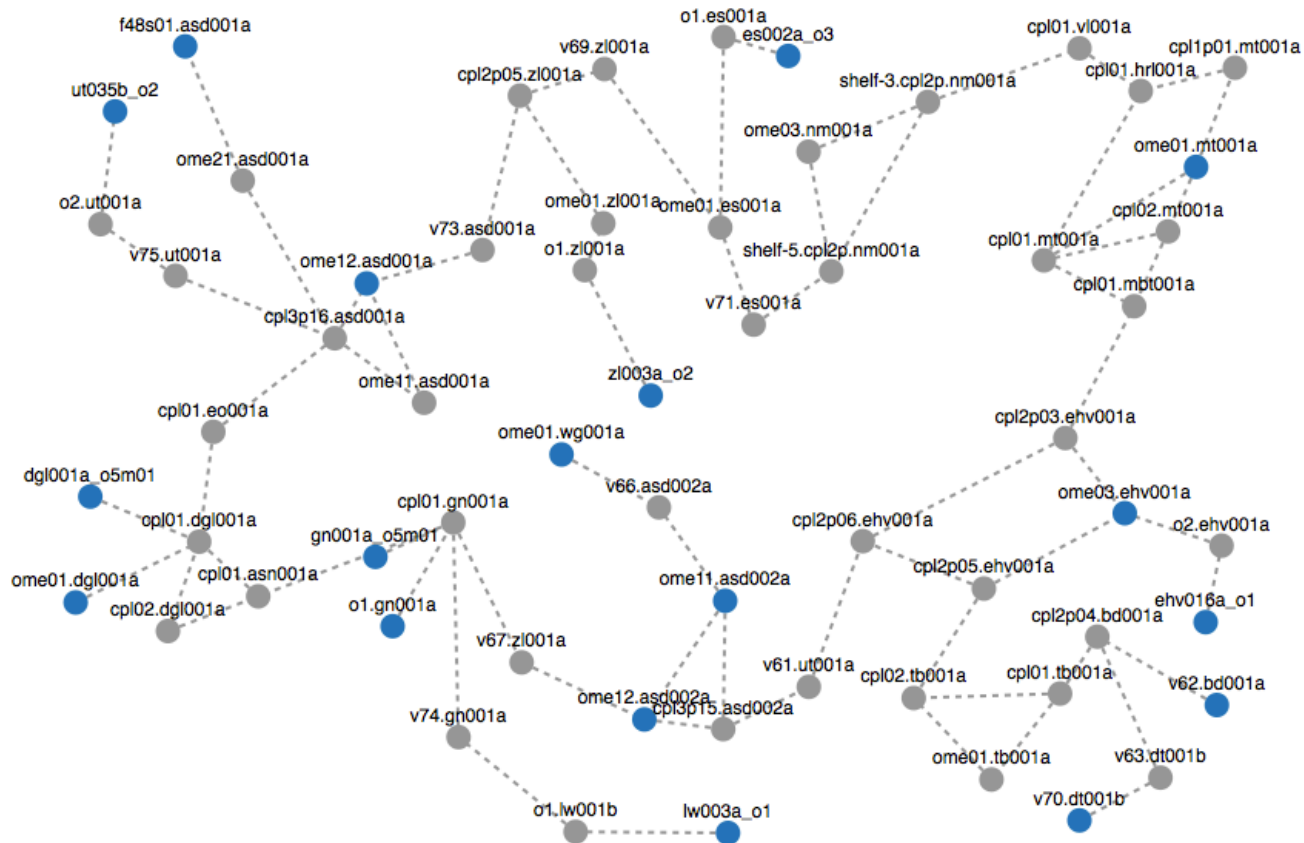 f48s01.asd001a
ut035b_o2
ome21.asd001a
o2.ut001a
v75.ut001a
ome12.asd001a
cpl3p16.asd001a
ome11.asd001a
cpl01.eo001a
dgl001a_o5m01
cpl01.dgl001a
ome01.dgl001a
cpl01.asn001a
cpl02.dgl001a
o1.es001a
es002a_o3
v69.zl001a
cpl2p05.zl001a
ome01.zl001a
v73.asd001a
o1.zl001a
zl003a_o2
ome01.es001a
v71.es001a
shelf-3.cpl2p.nm001a
ome03.nm001a
shelf-5.cpl2p.nm001a
cpl01.vl001a
cpl1p01.mt001a
cpl01.hrl001a
ome01.mt001a
cpl02.mt001a
cpl01.mt001a
cpl01.mbt001a
cpl2p03.ehv001a
ome03.ehv001a
o2.ehv001a
cpl2p06.ehv001a
cpl2p05.ehv001a
ehv016a_o1
cpl2p04.bd001a
cpl02.tb001a
cpl01.tb001a
v62.bd001a
ome01.tb001a
v63.dt001b
v70.dt001b
ome01.wg001a
v66.asd002a
ome11.asd002a
cpl01.gn001a
gn001a_o5m01
o1.gn001a
v67.zl001a
ome12.asd002a
cpl3p15.asd002a
v61.ut001a
v74.gn001a
o1.lw001b
lw003a_o1